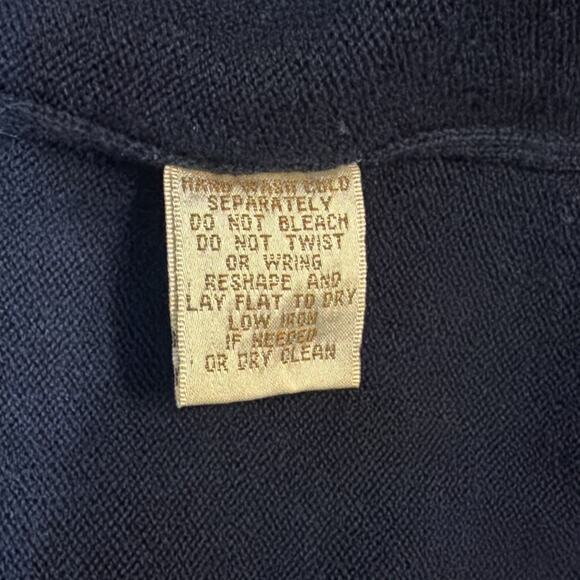 HAND WASH COLD
SEPARATELY
DO NOT BLEACH
DO NOT TWIST
OR WRING
RESHAPE AND
LAY FLAT TO DRY
LOW IRON
IF NEEDED
OR DRY CLEAN